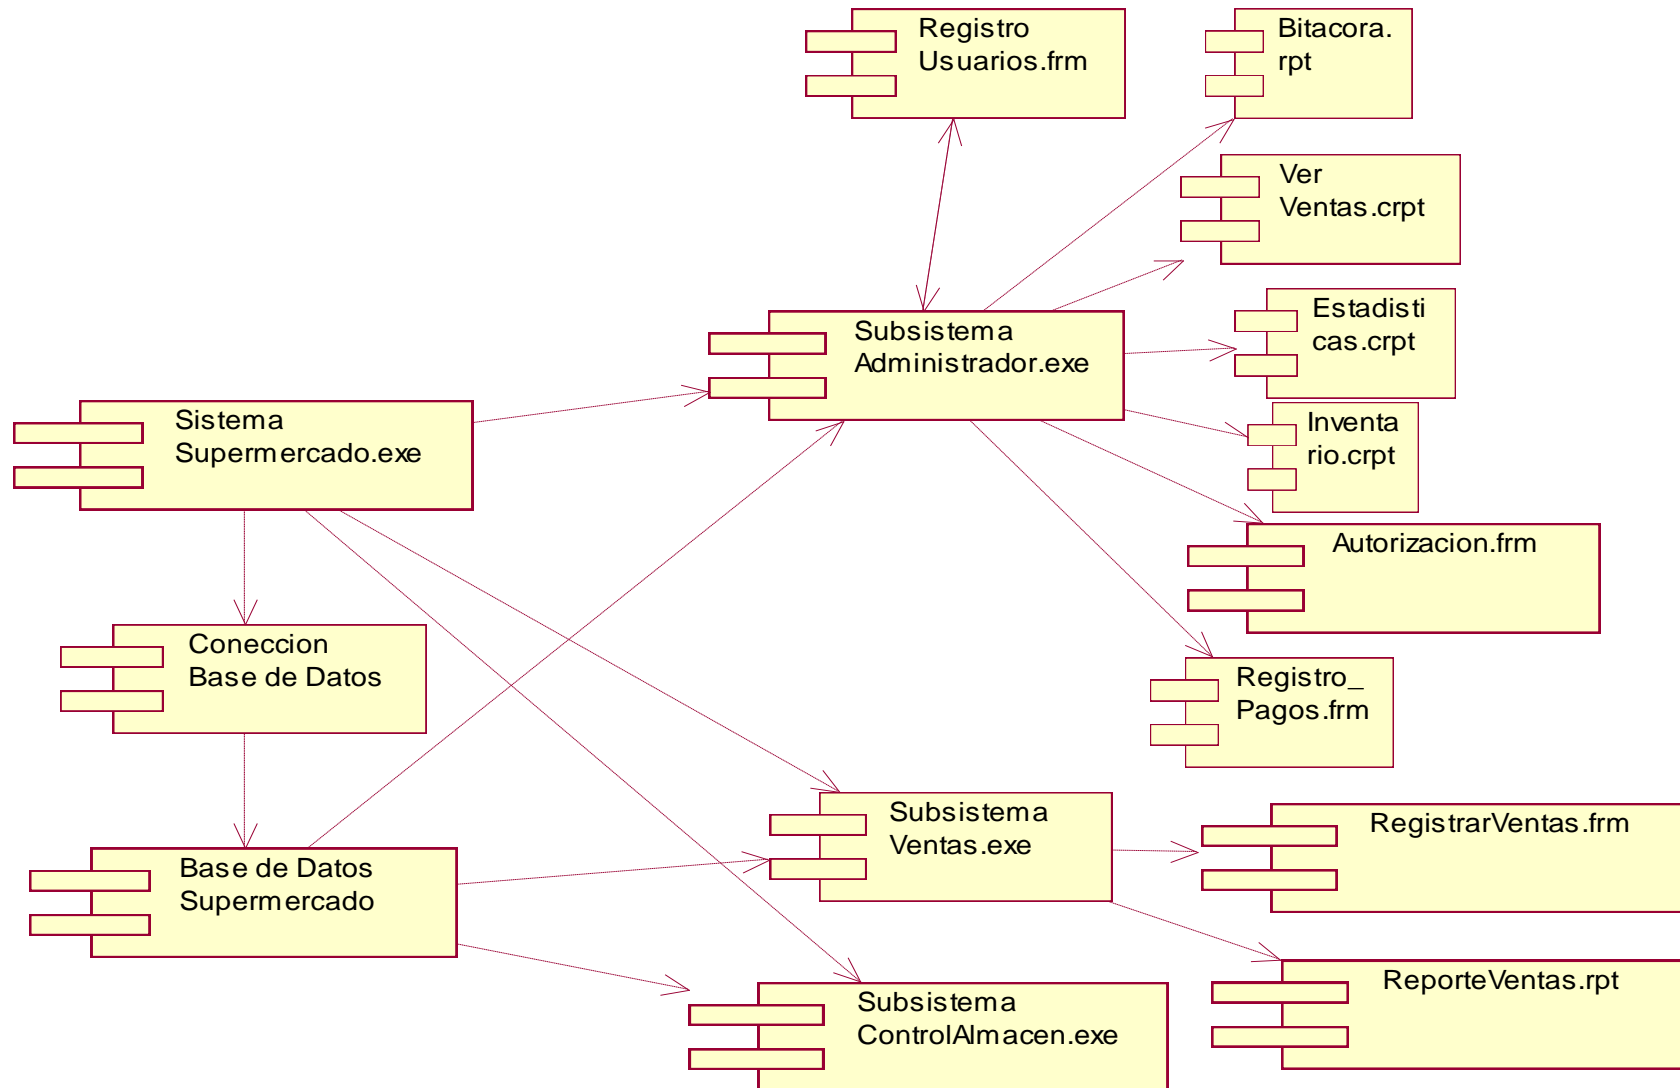 Registro
Usuarios.frm
Bitacora.
rpt
Ver
Ventas.crpt
Estadisti
cas.crpt
Subsistema
Administrador.exe
Sistema
Supermercado.exe
Inventa
rio.crpt
Autorizacion.frm
Coneccion
Base de Datos
Registro_
Pagos.frm
Subsistema
Ventas.exe
RegistrarVentas.frm
Base de Datos
Supermercado
ReporteVentas.rpt
Subsistema
ControlAlmacen.exe